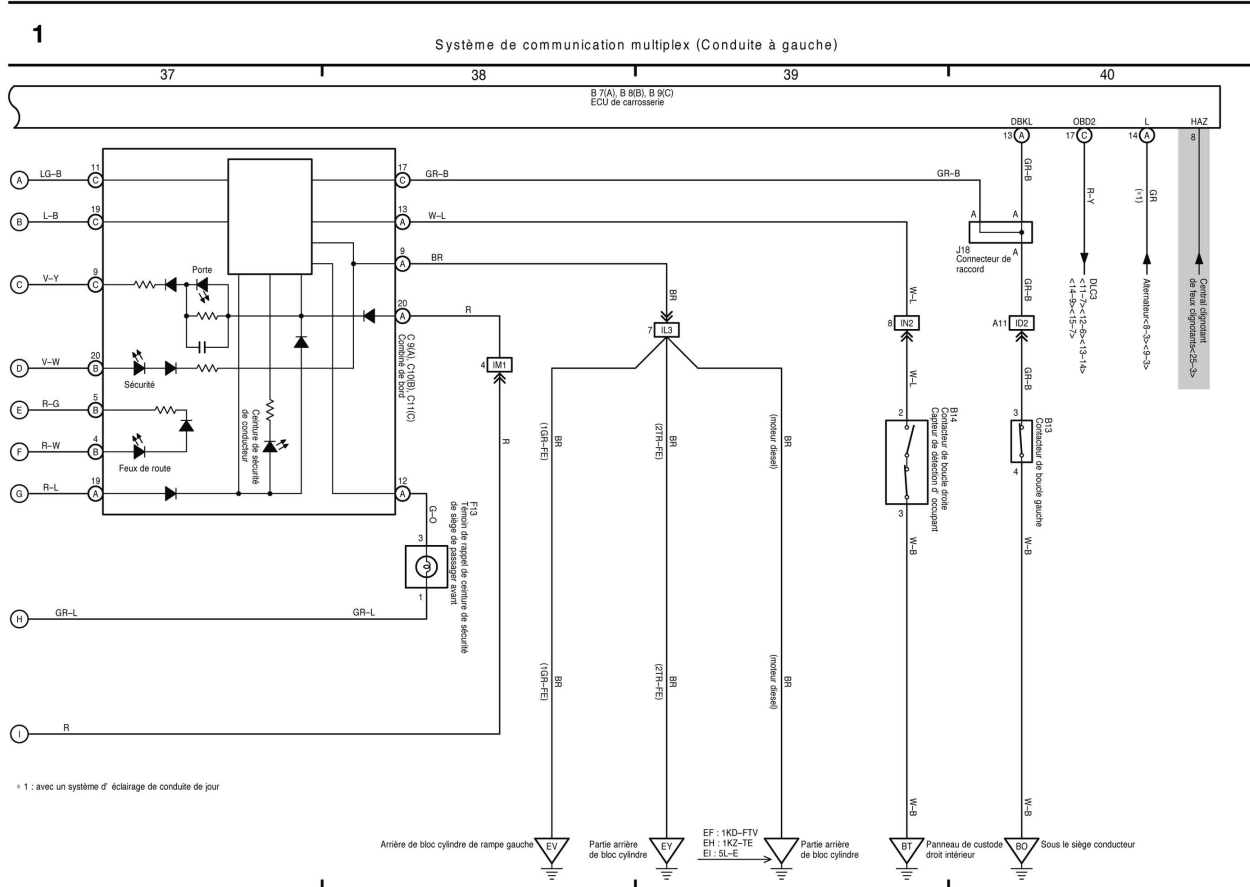 1
Système de communication multiplex (Conduite à gauche)
37 38 39 40
B 7(A), B 8(B), B 9(C)
ECU de carrosserie
DBKL OBD2 L HAZ
13 A 17 C 14 A 8
A LG–B 11 C
17 C GR–B GR–B
GR–B
R–Y
GR
(*1)
B L–B 19 C
13 A W–L
A A
J18
Connecteur de
raccord
A
9 A BR
C V–Y 9 C
Porte
20 A R
C 9(A), C10(B), C11(C)
Combiné de bord
BR
W–L
GR–B
DLC3
<11–7><12–6><13–14>
<14–9><15–7>
Alternateur<8–3><9–3>
Central clignotant
de feux clignotants<25–3>
7 IL3
8 IN2
A11 ID2
D V–W 20 B
Sécurité
4 IM1
W–L
GR–B
E R–G 5 B
F R–W 4 B
Feux de route
Ceinture de sécurité
de conducteur
R
BR
(1GR–FE)
BR
(2TR–FE)
BR
(moteur diesel)
2
B14
Contacteur de boucle droite
Capteur de détection d' occupant
3
3
B13
Contacteur de boucle gauche
4
G R–L 19 A
12 A
G–O
3
F13
Témoin de rappel de ceinture de sécurité
de siège de passager avant
1
W–B
W–B
H GR–L GR–L
BR
(1GR–FE)
BR
(2TR–FE)
BR
(moteur diesel)
I R
* 1 : avec un système d' éclairage de conduite de jour
W–B
W–B
Arrière de bloc cylindre de rampe gauche EV
Partie arrière
de bloc cylindre
EY
EF : 1KD–FTV
EH : 1KZ–TE
EI : 5L–E
Partie arrière
de bloc cylindre
BT
Panneau de custode
droit intérieur
BO
Sous le siège conducteur